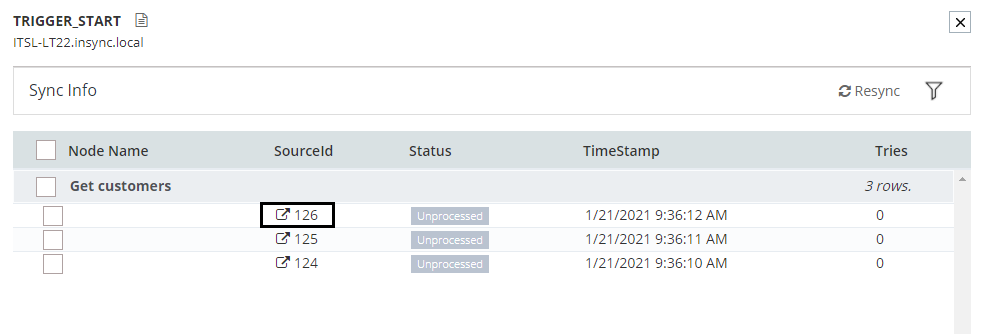 TRIGGER_START
ITSL-LT22.insync.local
Sync Info Resync
Node Name SourceId Status TimeStamp Tries
Get customers 3 rows.
126 Unprocessed 1/21/2021 9:36:12 AM 0
125 Unprocessed 1/21/2021 9:36:11 AM 0
124 Unprocessed 1/21/2021 9:36:10 AM 0